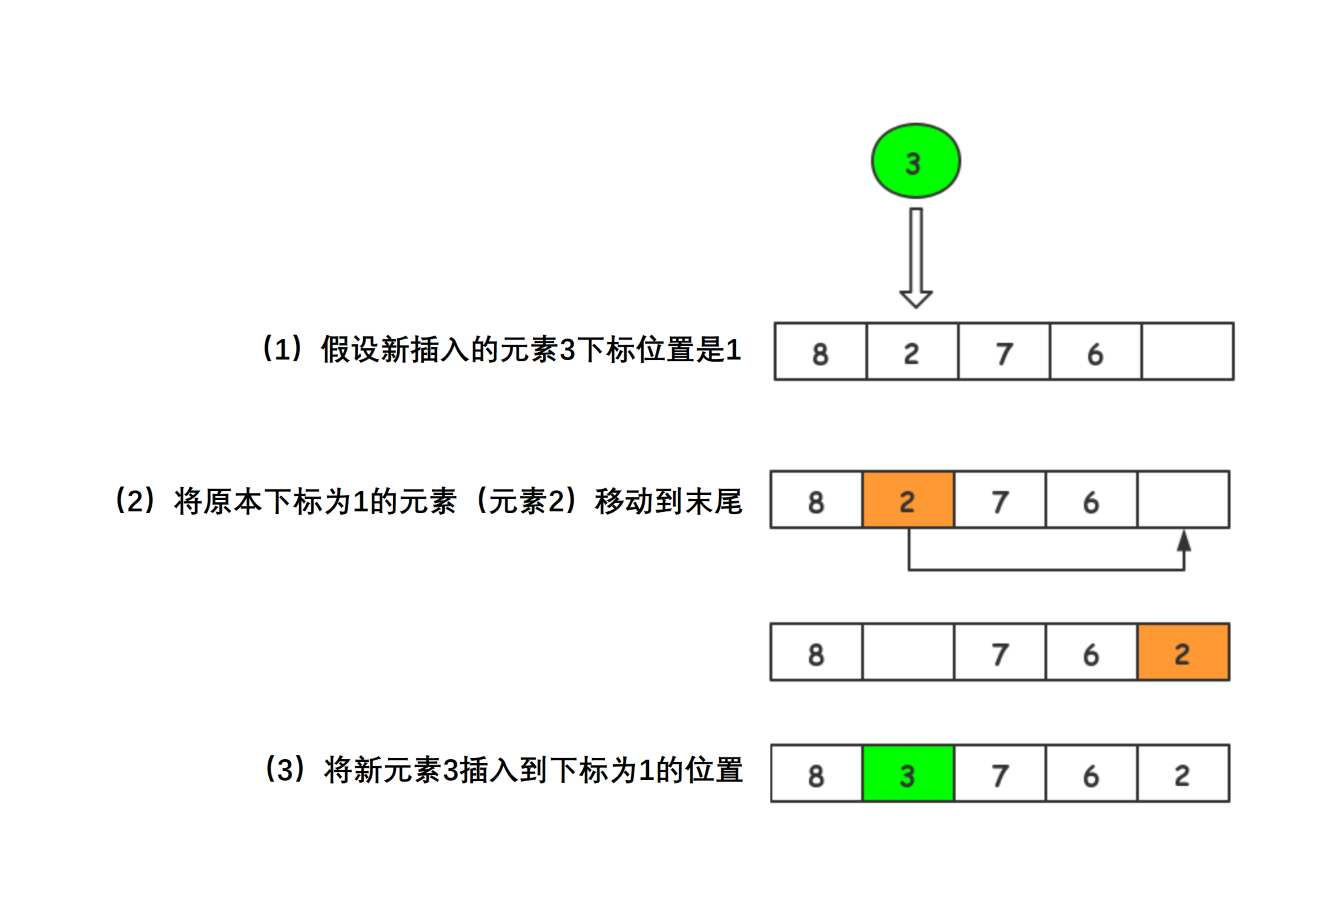 3
（1）假设新插入的元素3下标位置是1 8 2 7 6
（2）将原本下标为1的元素（元素2）移动到末尾 8 2 7 6
8 7 6 2
（3）将新元素3插入到下标为1的位置 8 3 7 6 2